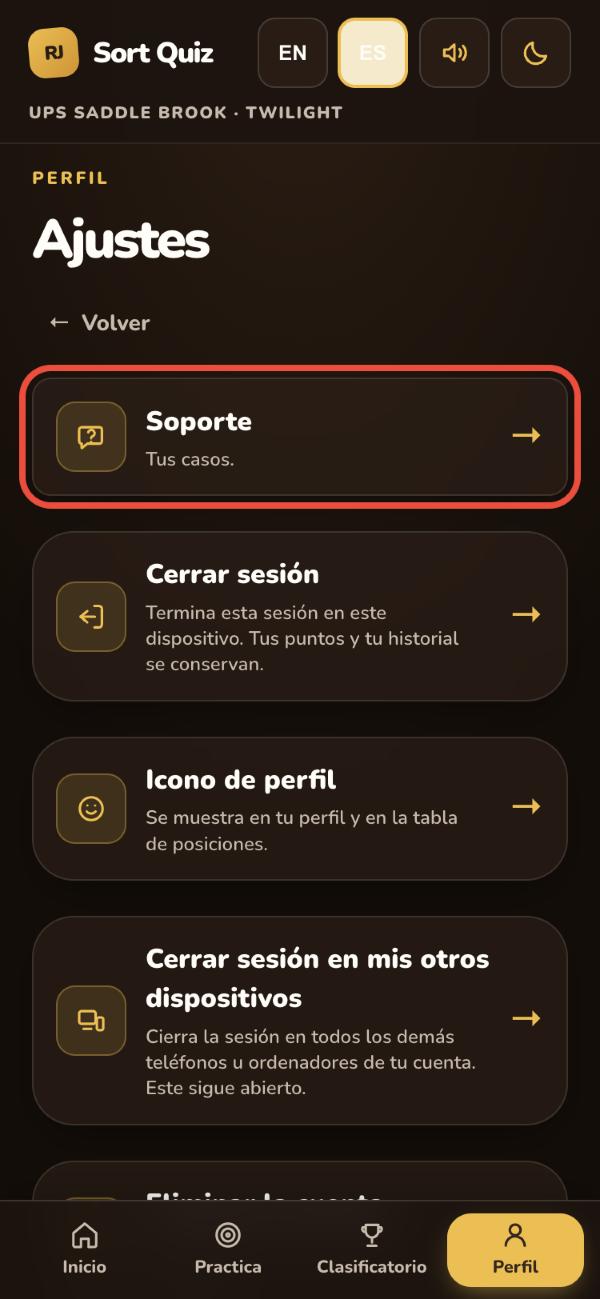 RJ
Sort Quiz
EN
ES
UPS SADDLE BROOK · TWILIGHT
PERFIL
Ajustes
← Volver
Soporte
Tus casos.
Cerrar sesión
Termina esta sesión en este
dispositivo. Tus puntos y tu historial
se conservan.
Icono de perfil
Se muestra en tu perfil y en la tabla
de posiciones.
Cerrar sesión en mis otros
dispositivos
Cierra la sesión en todos los demás
teléfonos u ordenadores de tu cuenta.
Este sigue abierto.
Eliminar la cuenta
Inicio
Practica
Clasificatorio
Perfil